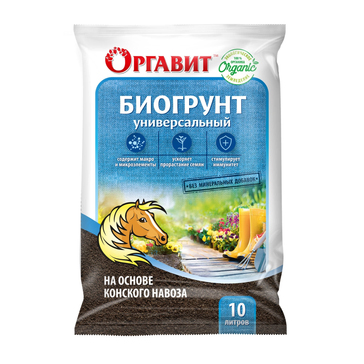 ОРГАВИТ
Organic
БИОГРУНТ
универсальный
содержит макро
и микроэлементы
ускоряет
прорастание семян
стимулирует
иммунитет
БЕЗ МИНЕРАЛЬНЫХ ДОБАВОК
НА ОСНОВЕ
КОНСКОГО НАВОЗА
10
ЛИТРОВ